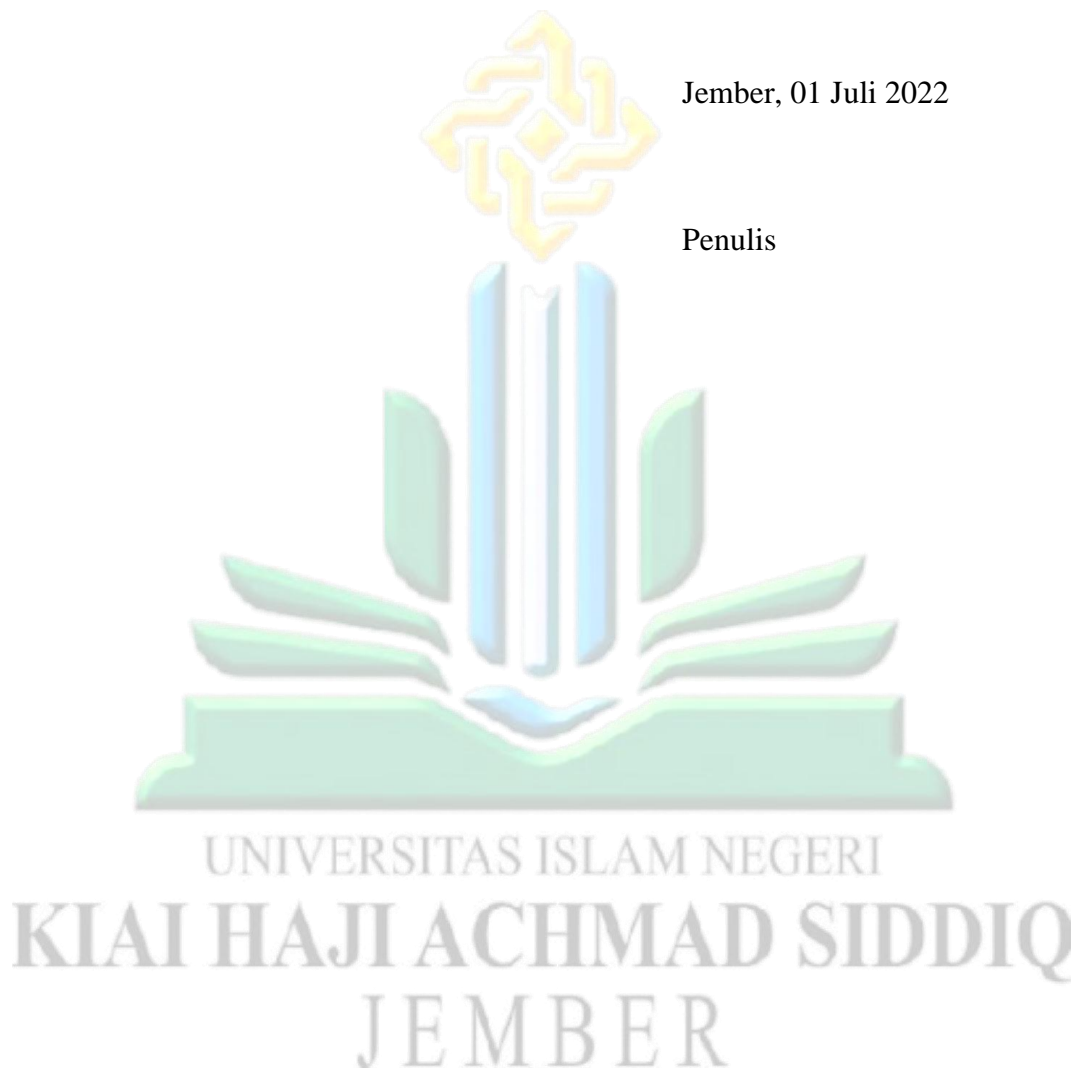 Jember, 01 Juli 2022
Penulis
UNIVERSITAS ISLAM NEGERI
KIAI HAJI ACHMAD SIDDIQ
JEMBER